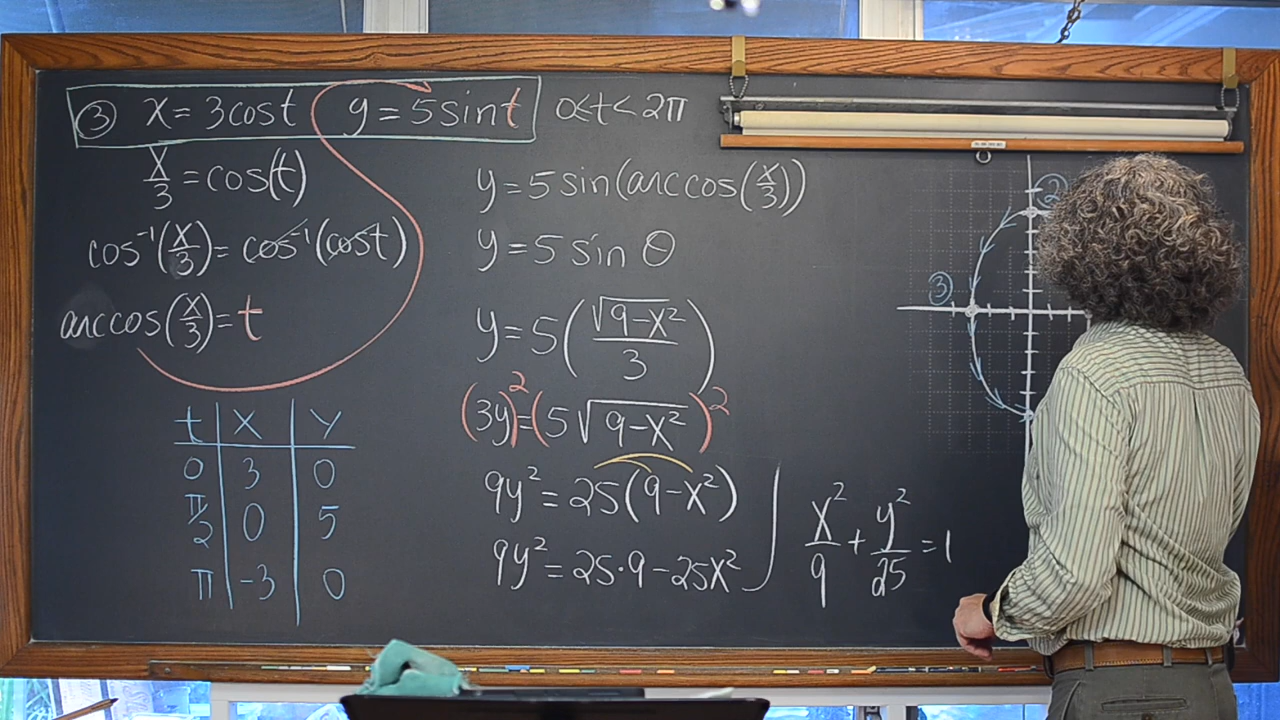 ③ x = 3cost y = 5sint 0<t<2π
x/3 = cos(t)
cos⁻¹(x/3) = cos⁻¹(cost)
arccos(x/3) = t
t | x | y
0 | 3 | 0
π/2 | 0 | 5
π | -3 | 0
y = 5 sin(arccos(x/3))
y = 5 sin θ
y = 5(√(9-x²)/3)
(3y)² = (5√(9-x²))²
9y² = 25(9-x²)
9y² = 25·9 - 25x²
x²/9 + y²/25 = 1
②
③